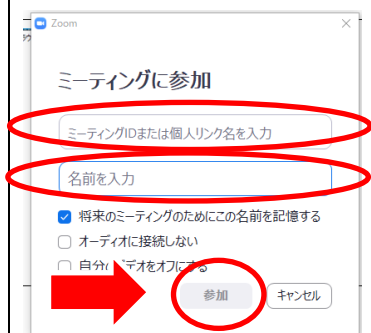 Zoom
ミーティングに参加
ミーティングIDまたは個人リンク名を入力
名前を入力
将来のミーティングのためにこの名前を記憶する
オーディオに接続しない
自分のビデオをオフにする
参加 キャンセル